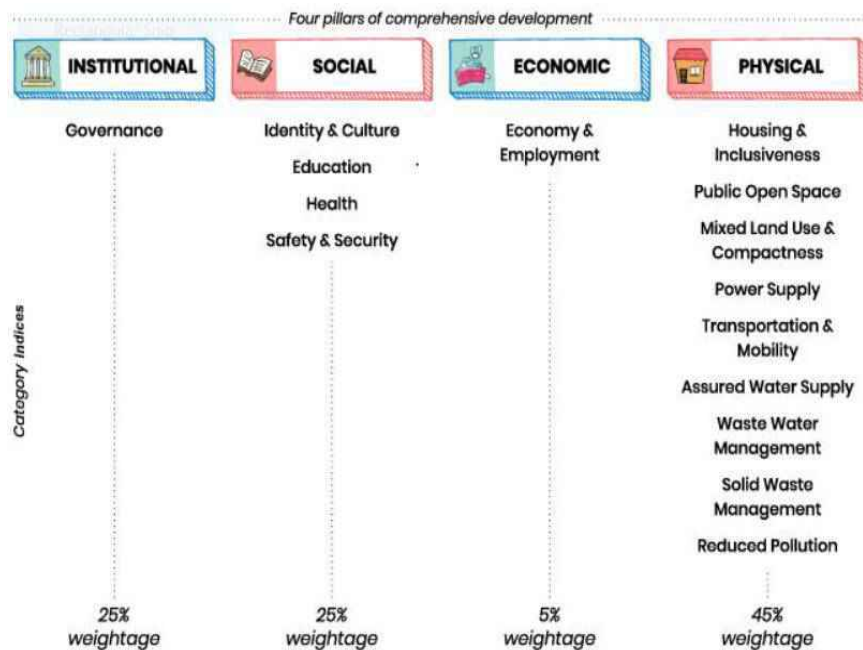 Four pillars of comprehensive development
INSTITUTIONAL
SOCIAL
ECONOMIC
PHYSICAL
Governance
Identity & Culture
Education
Health
Safety & Security
Economy &
Employment
Housing &
Inclusiveness
Public Open Space
Mixed Land Use &
Compactness
Power Supply
Transportation &
Mobility
Assured Water Supply
Waste Water
Management
Solid Waste
Management
Reduced Pollution
Category Indices
25%
weightage
25%
weightage
5%
weightage
45%
weightage